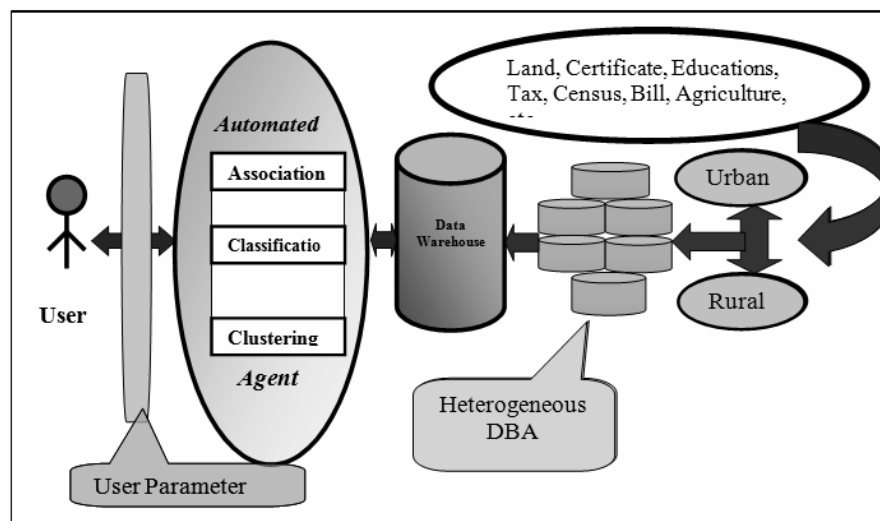 Land, Certificate, Educations,
Tax, Census, Bill, Agriculture,
Automated
Association
Classificatio
Clustering
Agent
User
User Parameter
Data
Warehouse
Urban
Rural
Heterogeneous
DBA